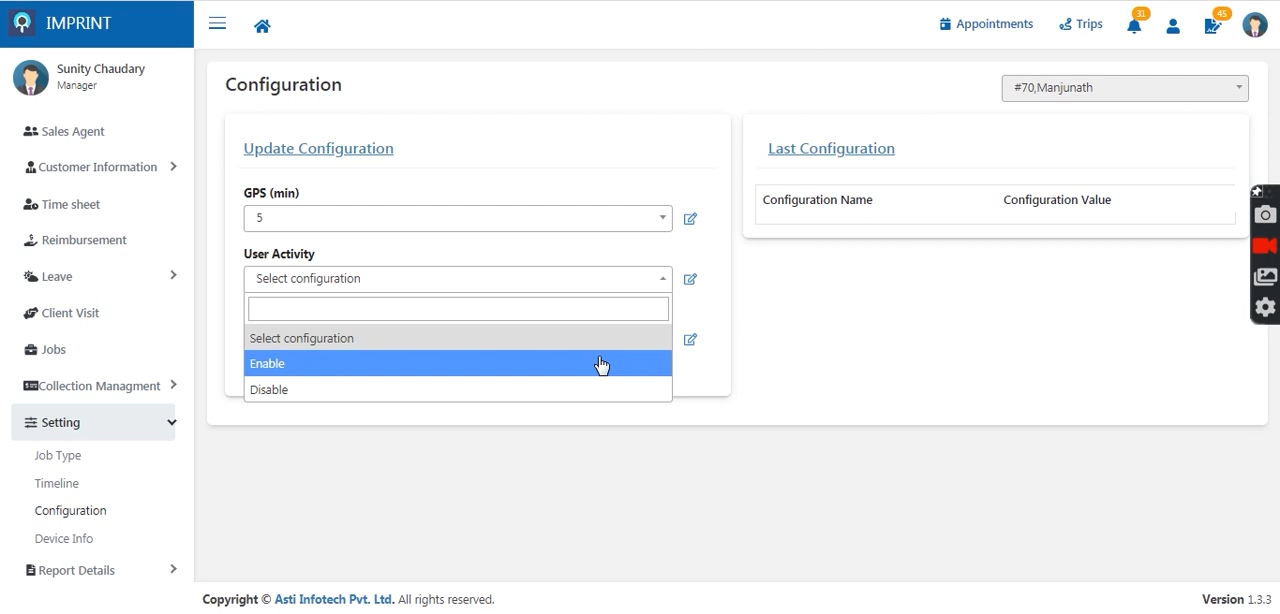 IMPRINT
Appointments
Trips
31
45
Sunity Chaudary
Manager
Sales Agent
Customer Information
Time sheet
Reimbursement
Leave
Client Visit
Jobs
Collection Managment
Setting
Job Type
Timeline
Configuration
Device Info
Report Details
Configuration
#70,Manjunath
Update Configuration
GPS (min)
5
User Activity
Select configuration
Select configuration
Enable
Disable
Last Configuration
Configuration Name Configuration Value
Copyright © Asti Infotech Pvt. Ltd. All rights reserved.
Version 1.3.3